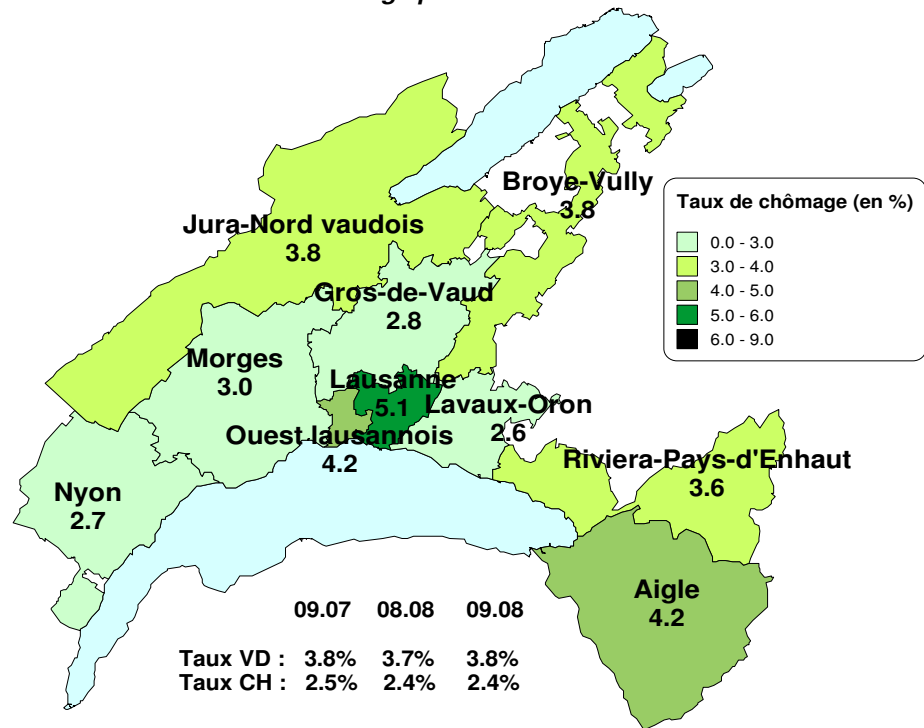 Broye-Vully
3.8
Taux de chômage (en %)
0.0 - 3.0
3.0 - 4.0
4.0 - 5.0
5.0 - 6.0
6.0 - 9.0
Jura-Nord vaudois
3.8
Gros-de-Vaud
2.8
Morges
3.0
Lausanne
5.1
Lavaux-Oron
2.6
Ouest lausannois
4.2
Riviera-Pays-d'Enhaut
3.6
Nyon
2.7
Aigle
4.2
09.07 08.08 09.08
Taux VD : 3.8% 3.7% 3.8%
Taux CH : 2.5% 2.4% 2.4%